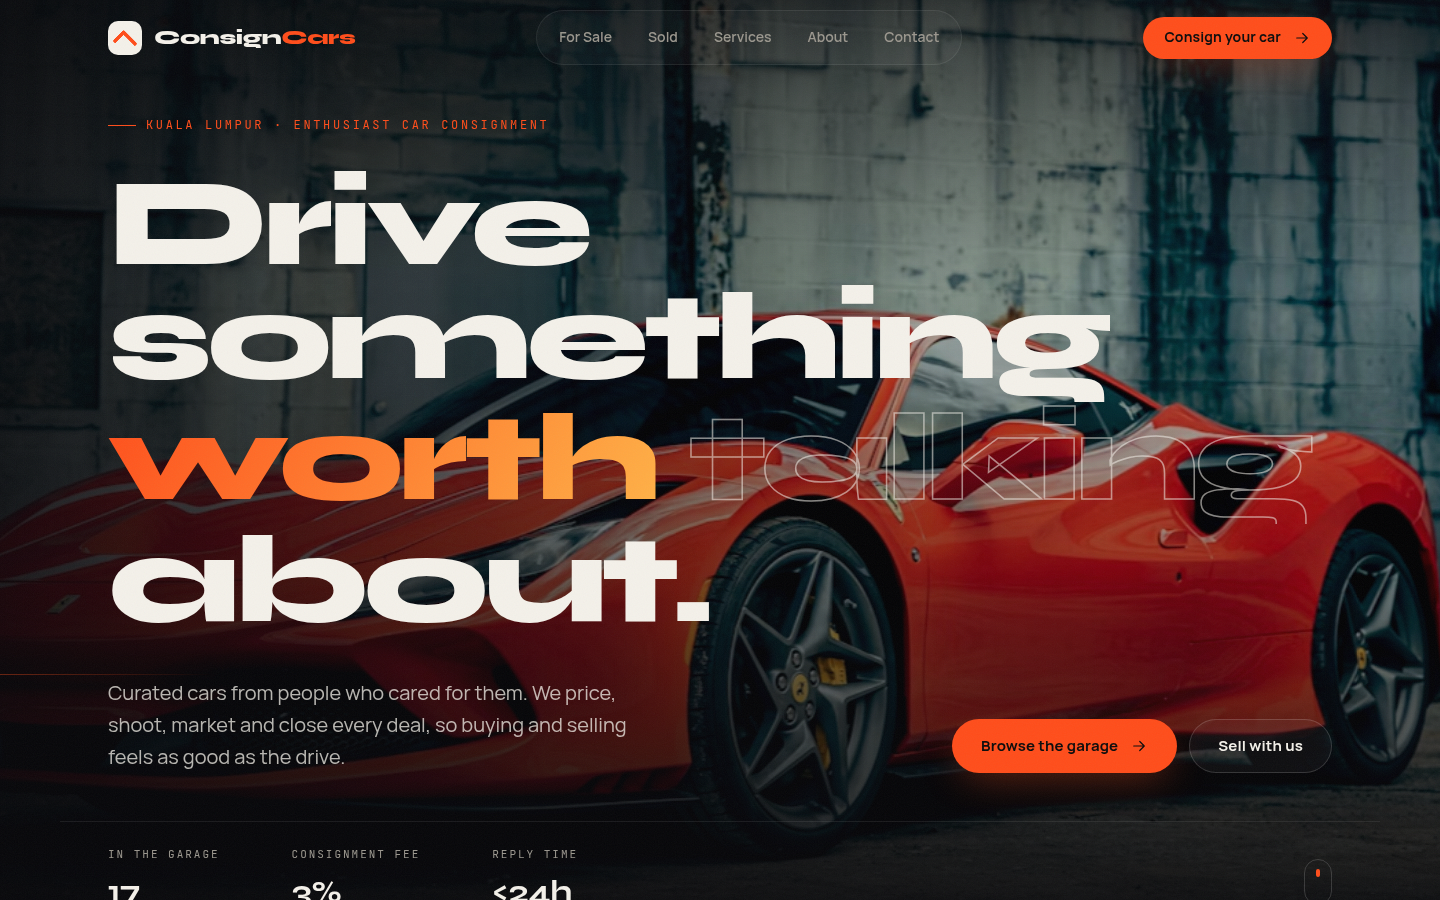 ConsignCars
For Sale
Sold
Services
About
Contact
Consign your car
KUALA LUMPUR · ENTHUSIAST CAR CONSIGNMENT
Drive
something
worth talking
about.
Curated cars from people who cared for them. We price,
shoot, market and close every deal, so buying and selling
feels as good as the drive.
Browse the garage
Sell with us
IN THE GARAGE
CONSIGNMENT FEE
REPLY TIME
17
3%
<24h